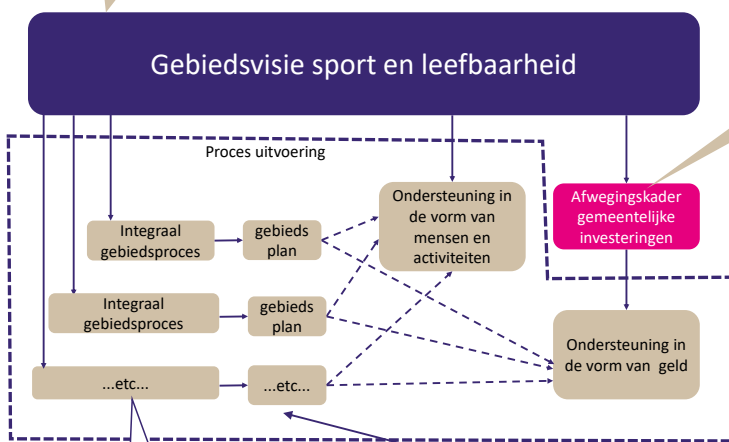 Gebiedsvisie sport en leefbaarheid
Proces uitvoering
Ondersteuning in
de vorm van
mensen en
activiteiten
Afwegingskader
gemeentelijke
investeringen
Integraal
gebiedsproces
gebieds
plan
Integraal
gebiedsproces
gebieds
plan
Ondersteuning in
de vorm van geld
...etc...
...etc...